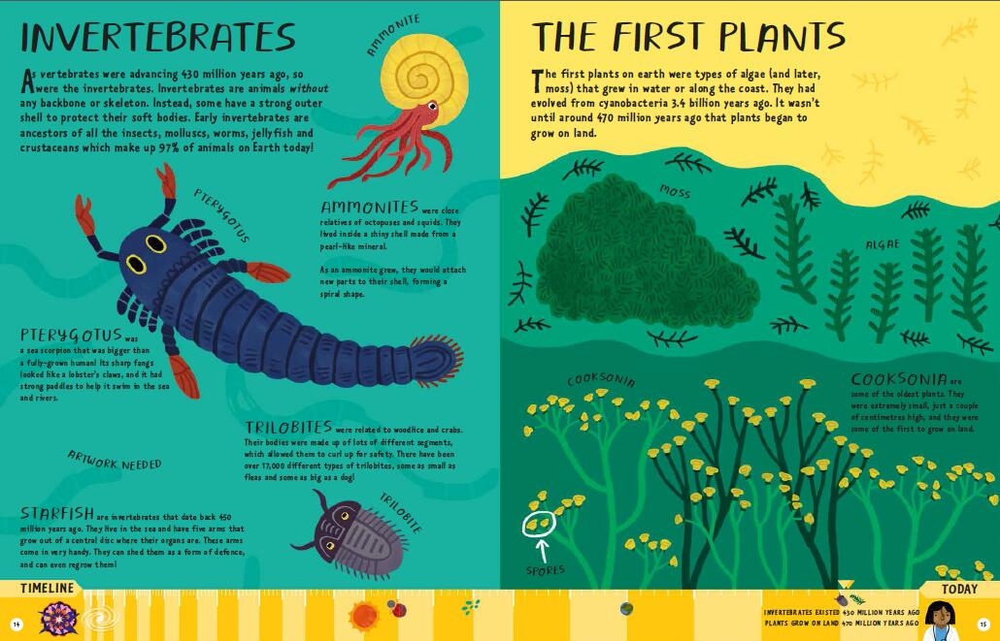 INVERTEBRATES
As vertebrates were advancing 430 million years ago, so
were the invertebrates. Invertebrates are animals without
any backbone or skeleton. Instead, some have a strong outer
shell to protect their soft bodies. Early invertebrates are
ancestors of all the insects, molluscs, worms, jellyfish and
crustaceans which make up 97% of animals on Earth today!
AMMONITE
PTERYGOTUS
AMMONITES were close
relatives of octopuses and squids. They
lived inside a shiny shell made from a
pearl-like mineral.
As an ammonite grew, they would attach
new parts to their shell, forming a
spiral shape.
PTERYGOTUS was
a sea scorpion that was bigger than
a fully-grown human! Its sharp fangs
looked like a lobster's claws, and it had
strong paddles to help it swim in the sea
and rivers.
TRILOBITES were related to woodlice and crabs.
Their bodies were made up of lots of different segments,
which allowed them to curl up for safety. There have been
over 17,000 different types of trilobites, some as small as
fleas and some as big as a dog!
ARTWORK NEEDED
TRILOBITE
STARFISH are invertebrates that date back 450
million years ago. They live in the sea and have five arms that
grow out of a central disc where their organs are. These arms
come in very handy. They can shed them as a form of defence,
and can even regrow them!
THE FIRST PLANTS
The first plants on earth were types of algae (and later,
moss) that grew in water or along the coast. They had
evolved from cyanobacteria 3.4 billion years ago. It wasn't
until around 470 million years ago that plants began to
grow on land.
MOSS
ALGAE
COOKSONIA
COOKSONIA are
some of the oldest plants. They
were extremely small, just a couple
of centimetres high, and they were
some of the first to grow on land.
SPORES
TIMELINE
TODAY
14
INVERTEBRATES EXISTED 430 MILLION YEARS AGO
PLANTS GROW ON LAND 470 MILLION YEARS AGO
15